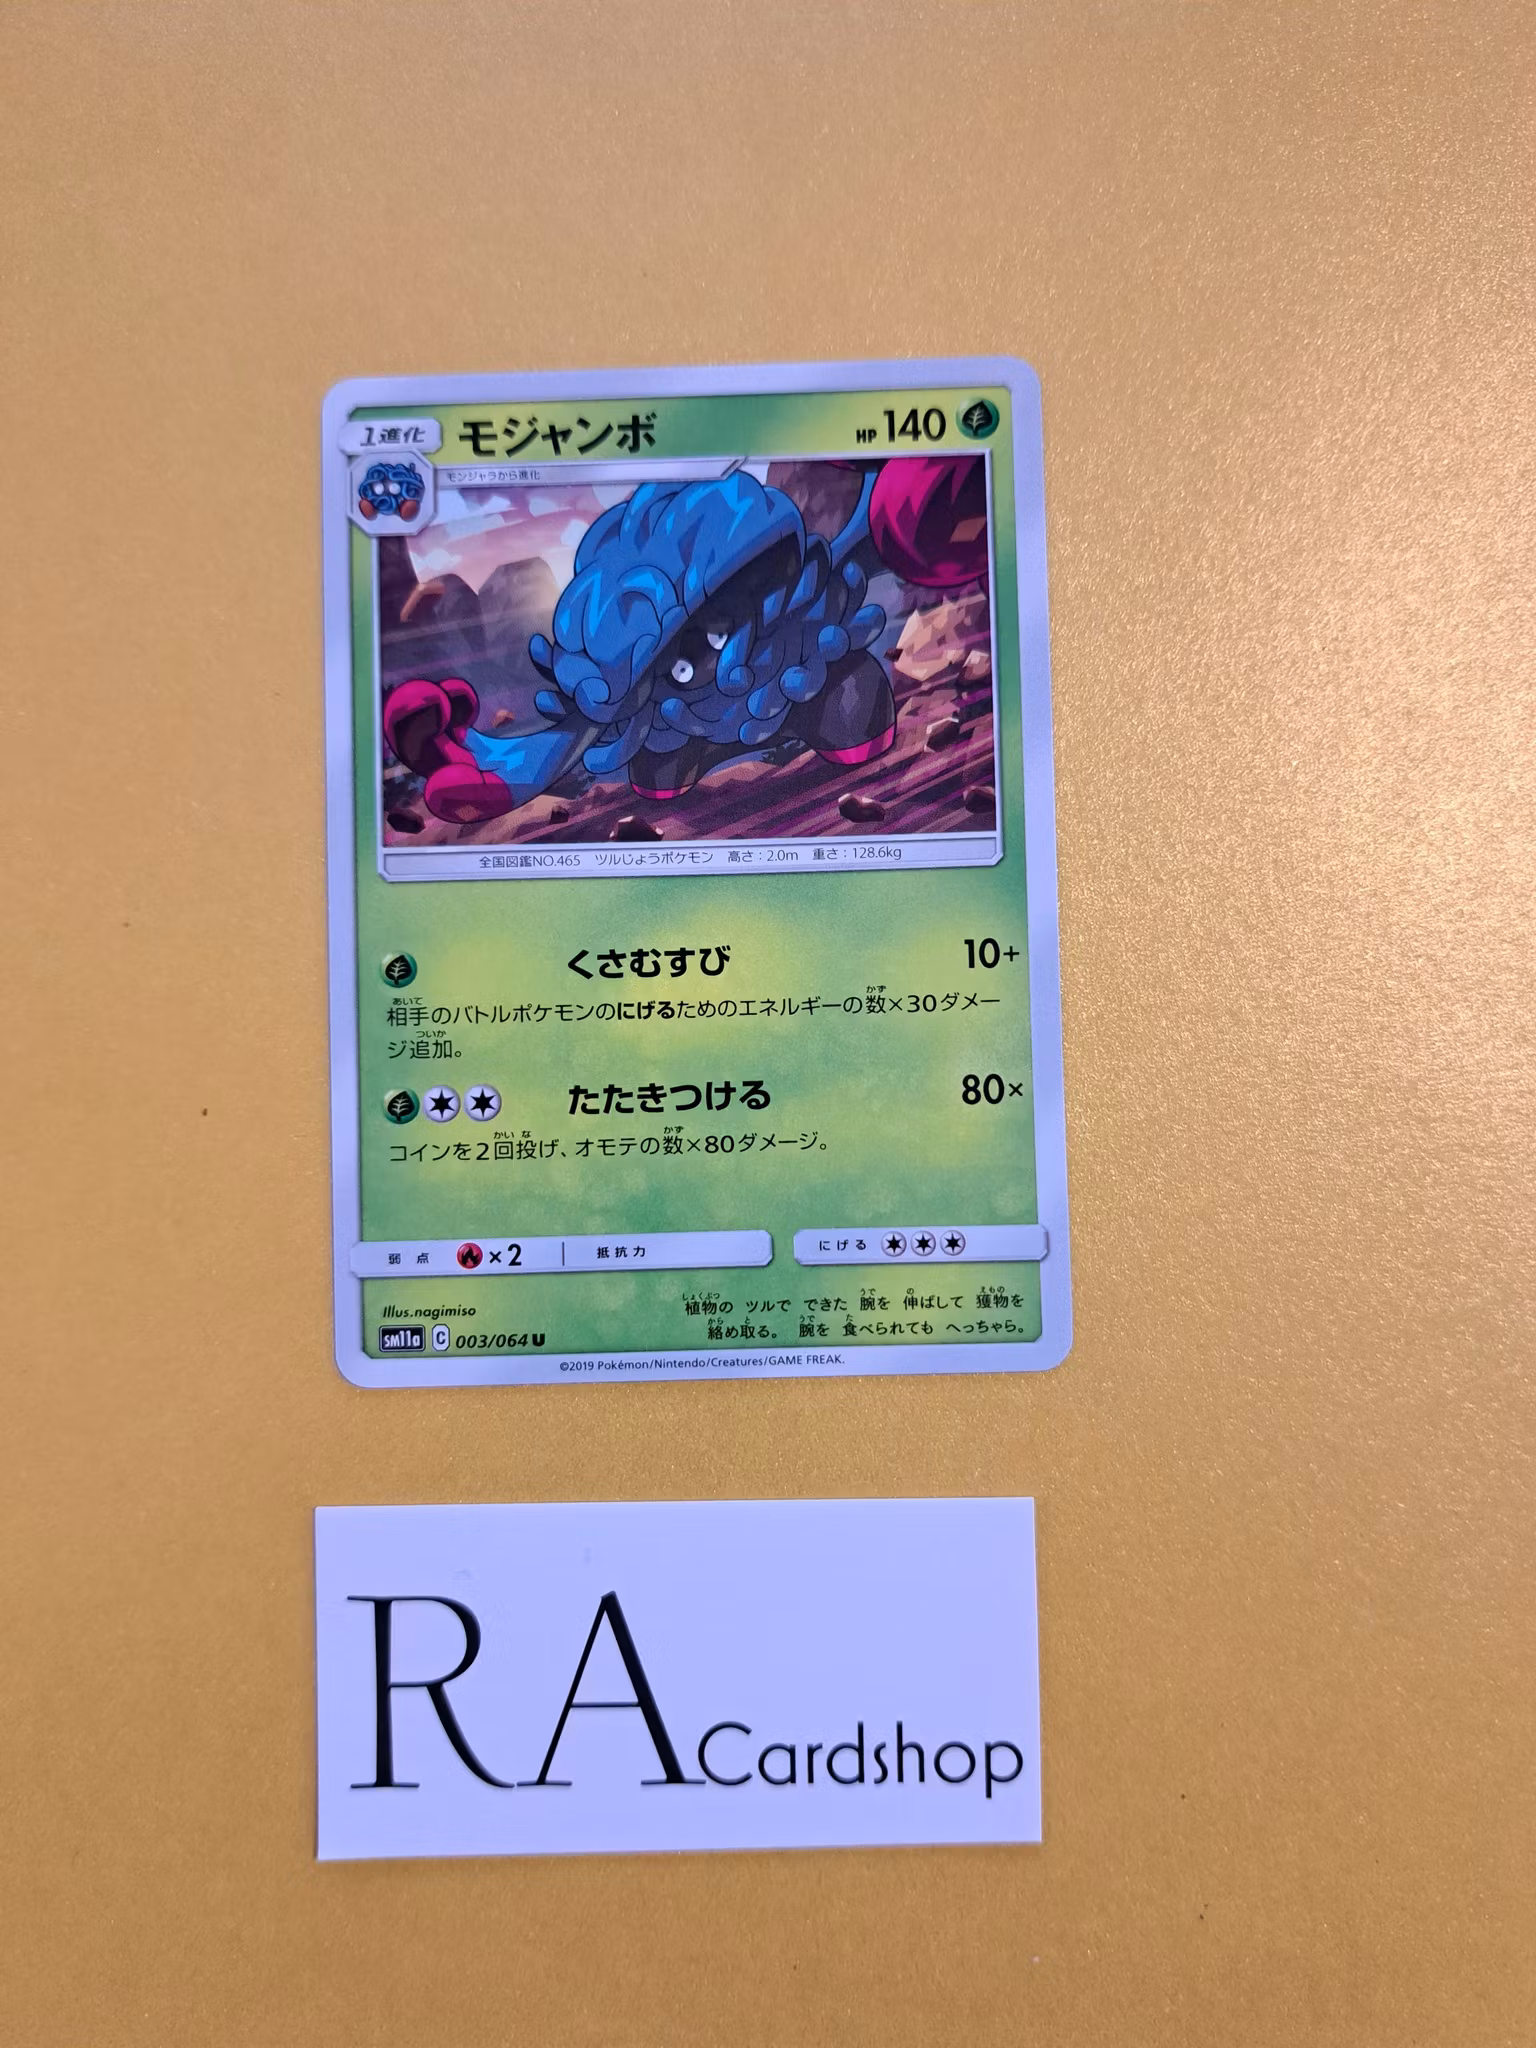 1進化 モジャンボ HP 140
モンジャラから進化
全国図鑑NO.465 ツルじょうポケモン 高さ:2.0m 重さ:128.6kg
くさむすび 10+
相手のバトルポケモンのにげるためのエネルギーの数×30ダメー
ジ追加。
たたきつける 80×
コインを2回投げ、オモテの数×80ダメージ。
弱点 ×2 抵抗力 にげる
Illus.nagimiso
植物の ツルで できた 腕を 伸ばして 獲物を
絡め取る。 腕を 食べられても へっちゃら。
SM11a C 003/064 U
©2019 Pokémon/Nintendo/Creatures/GAME FREAK.
RA Cardshop